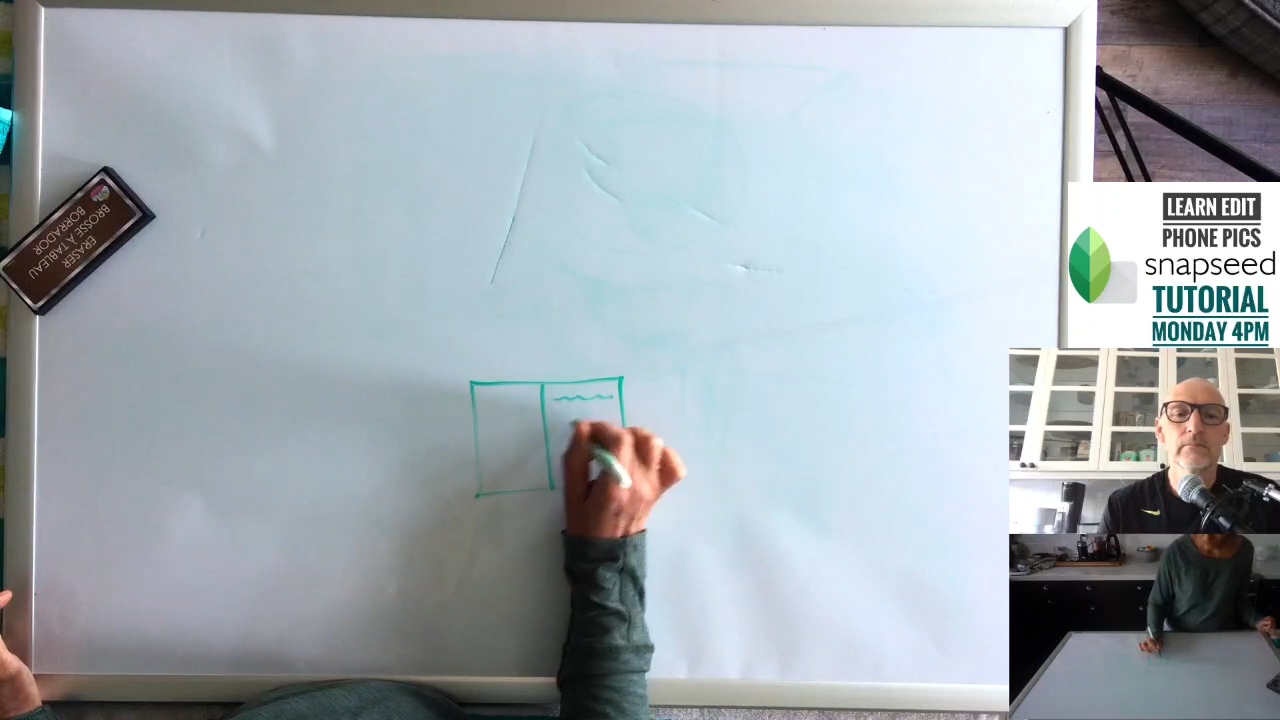 ERASER
BROSSE À TABLEAU
BORRADOR
LEARN EDIT
PHONE PICS
snapseed
TUTORIAL
MONDAY 4PM